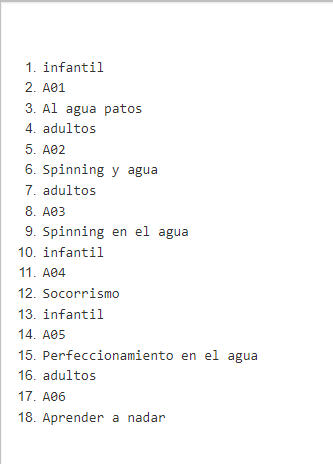 1. infantil
2. A01
3. Al agua patos
4. adultos
5. A02
6. Spinning y agua
7. adultos
8. A03
9. Spinning en el agua
10. infantil
11. A04
12. Socorrismo
13. infantil
14. A05
15. Perfeccionamiento en el agua
16. adultos
17. A06
18. Aprender a nadar